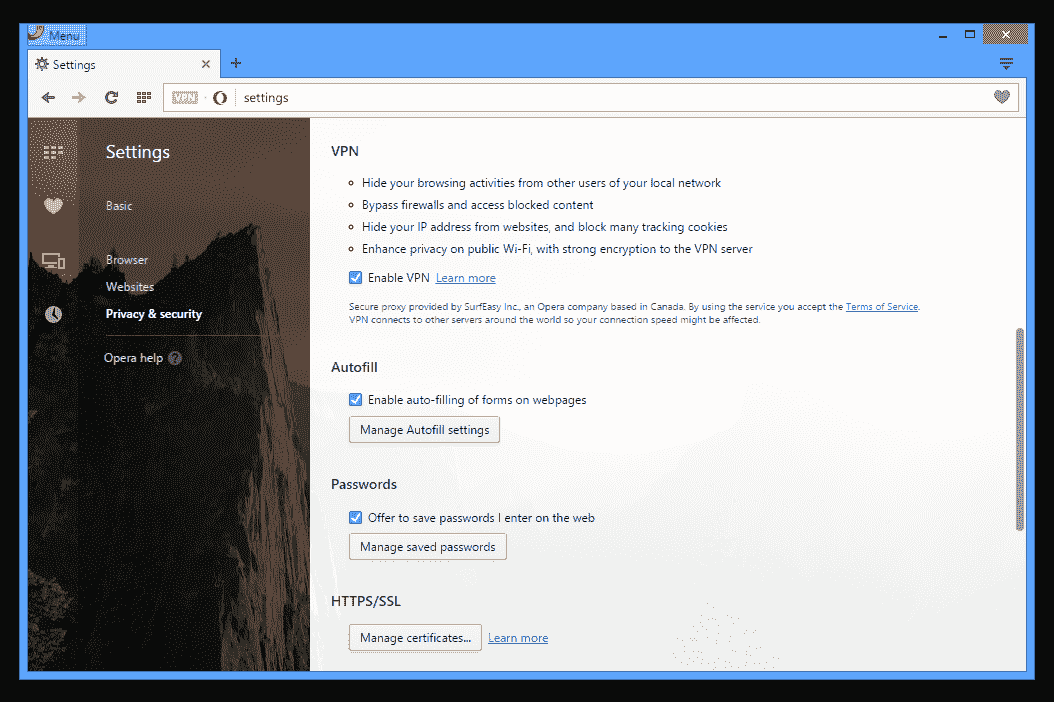 Menu
Settings
VPN
settings
Settings
Basic
Browser
Websites
Privacy & security
Opera help ?
VPN
Hide your browsing activities from other users of your local network
Bypass firewalls and access blocked content
Hide your IP address from websites, and block many tracking cookies
Enhance privacy on public Wi-Fi, with strong encryption to the VPN server
Enable VPN Learn more
Secure proxy provided by SurfEasy Inc., an Opera company based in Canada. By using the service you accept the Terms of Service.
VPN connects to other servers around the world so your connection speed might be affected.
Autofill
Enable auto-filling of forms on webpages
Manage Autofill settings
Passwords
Offer to save passwords I enter on the web
Manage saved passwords
HTTPS/SSL
Manage certificates... Learn more